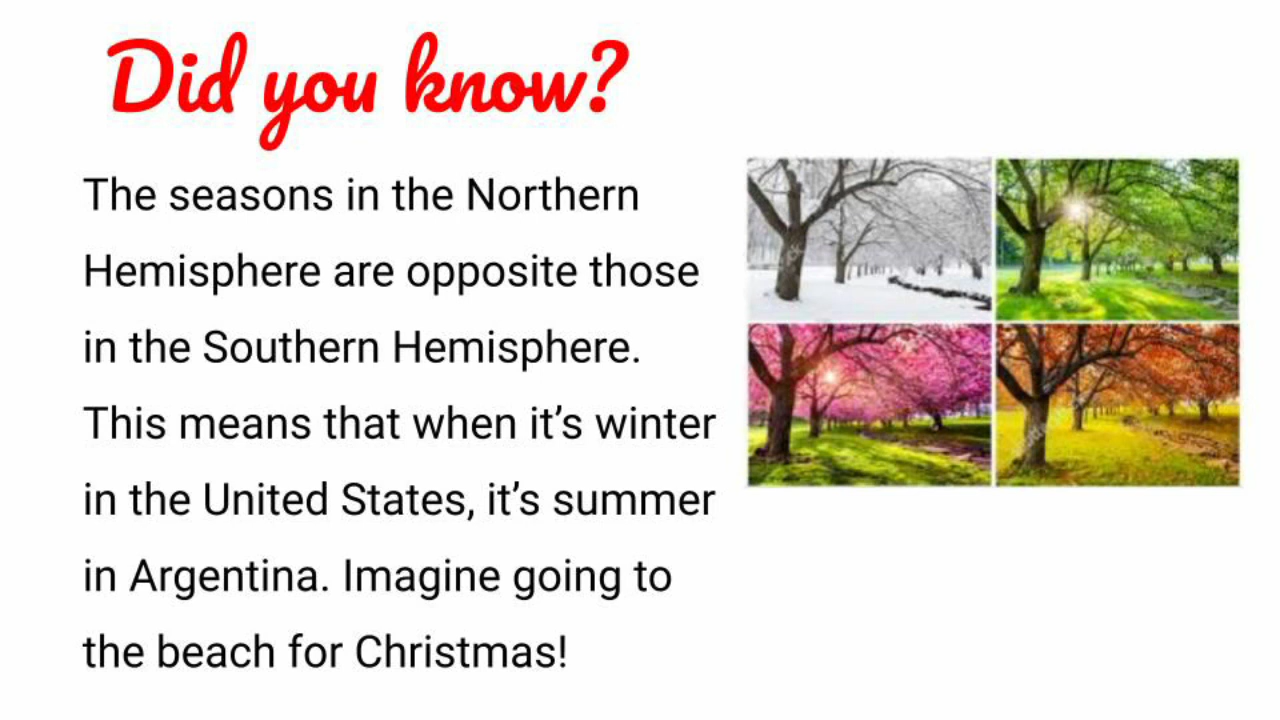 Did you know?
The seasons in the Northern
Hemisphere are opposite those
in the Southern Hemisphere.
This means that when it’s winter
in the United States, it’s summer
in Argentina. Imagine going to
the beach for Christmas!